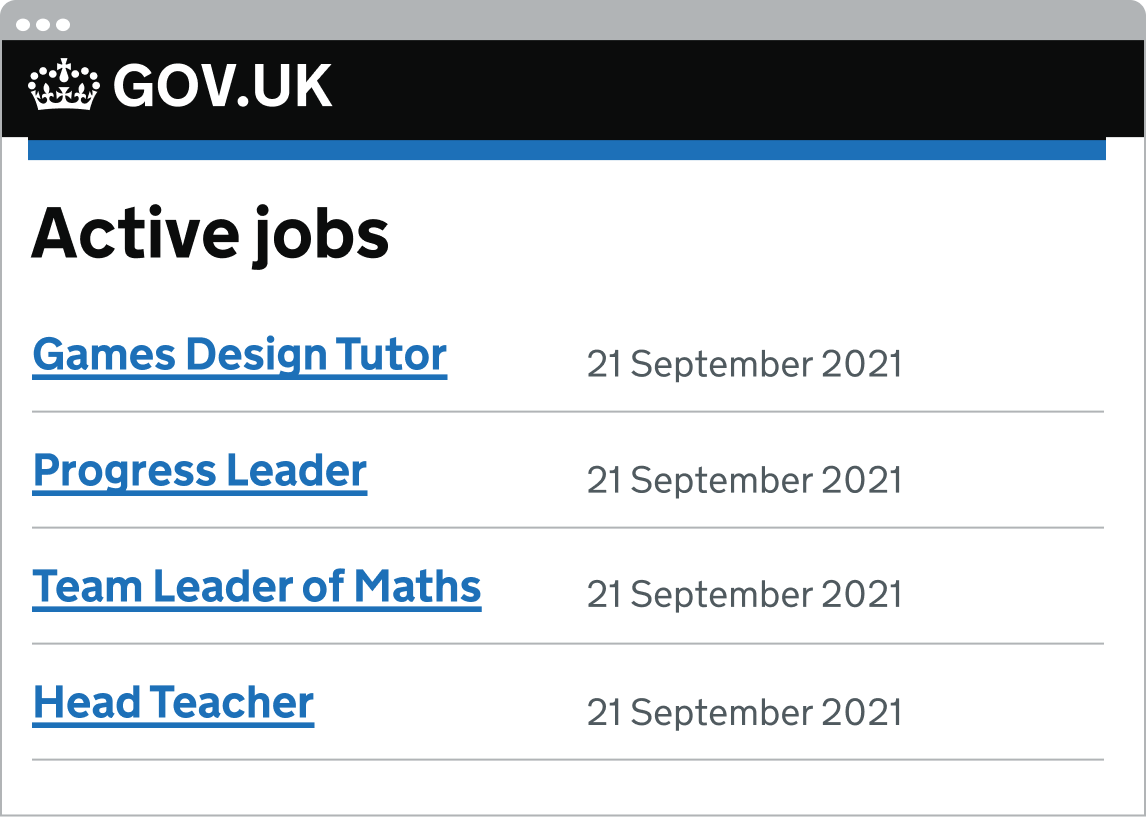 GOV.UK
Active jobs
Games Design Tutor 21 September 2021
Progress Leader 21 September 2021
Team Leader of Maths 21 September 2021
Head Teacher 21 September 2021